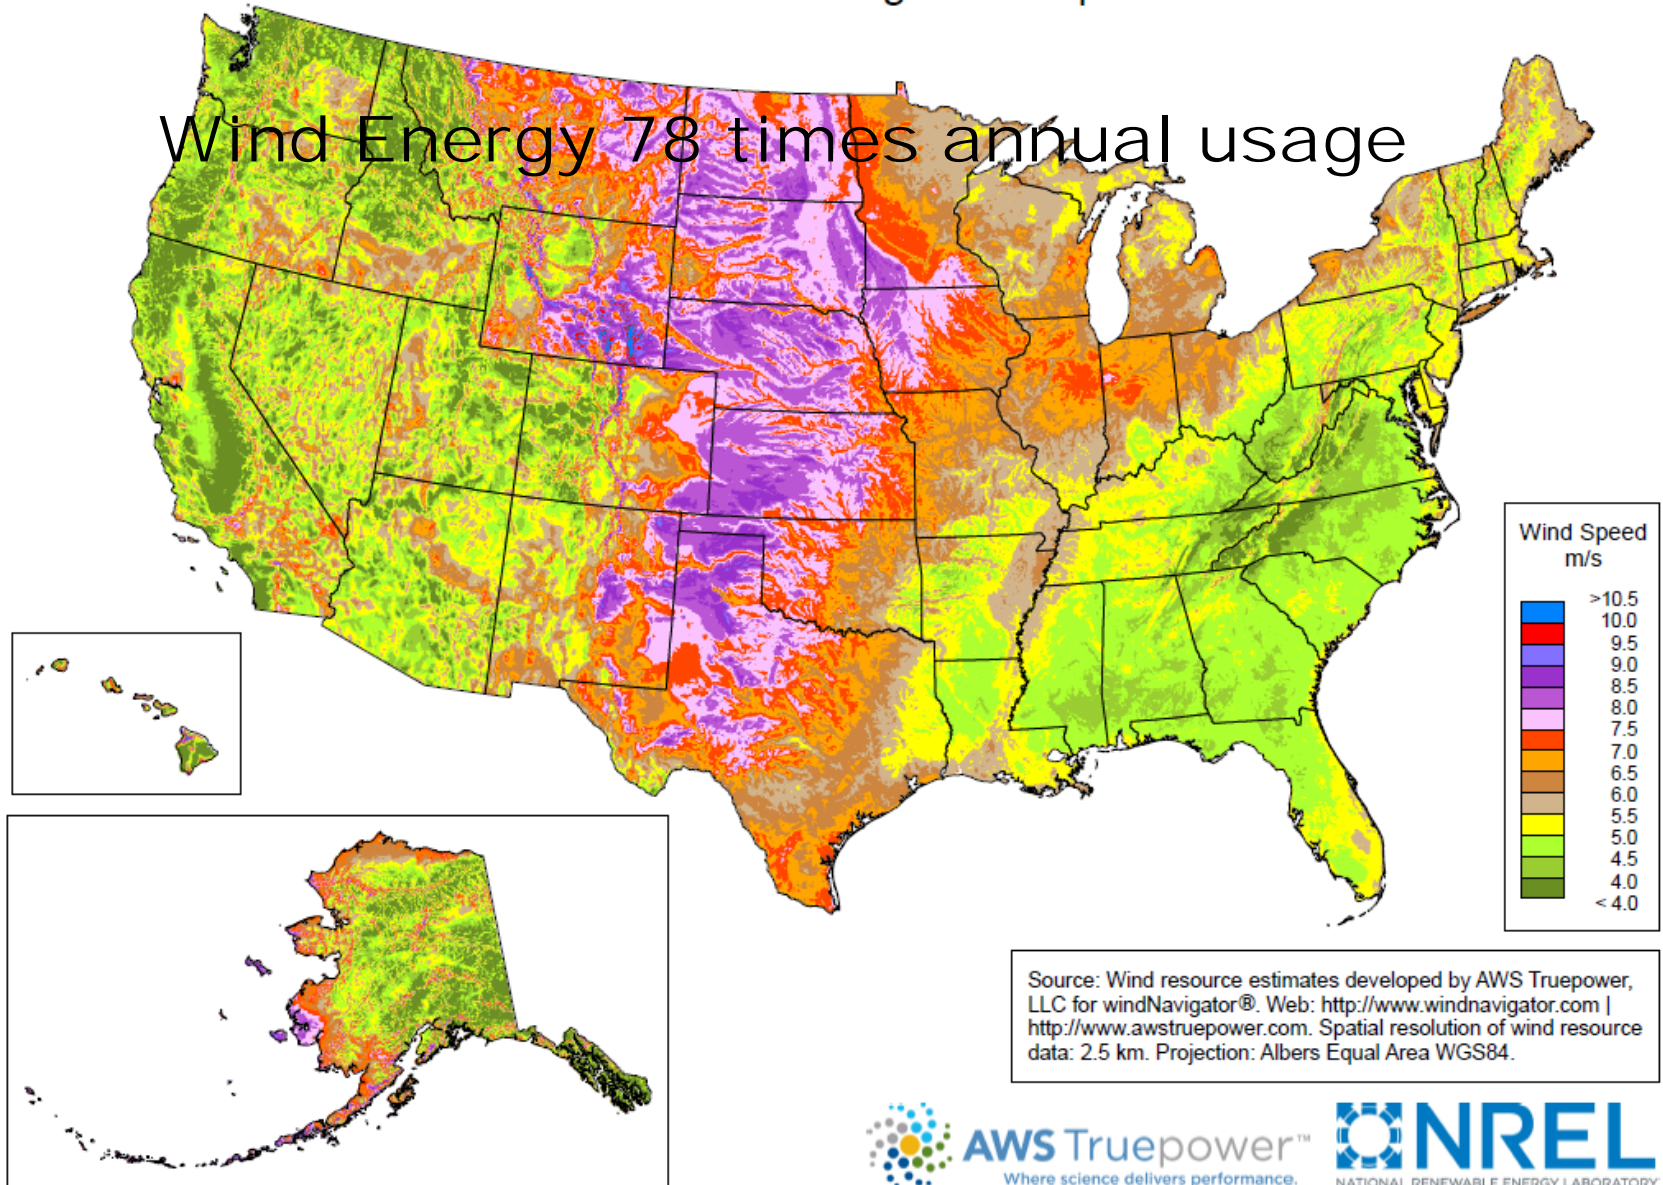 Wind Energy 78 times annual usage
Wind Speed
m/s
>10.5
10.0
9.5
9.0
8.5
8.0
7.5
7.0
6.5
6.0
5.5
5.0
4.5
4.0
< 4.0
Source: Wind resource estimates developed by AWS Truepower,
LLC for windNavigator®. Web: http://www.windnavigator.com |
http://www.awstruepower.com. Spatial resolution of wind resource
data: 2.5 km. Projection: Albers Equal Area WGS84.
AWS Truepower™
Where science delivers performance.
NREL
NATIONAL RENEWABLE ENERGY LABORATORY